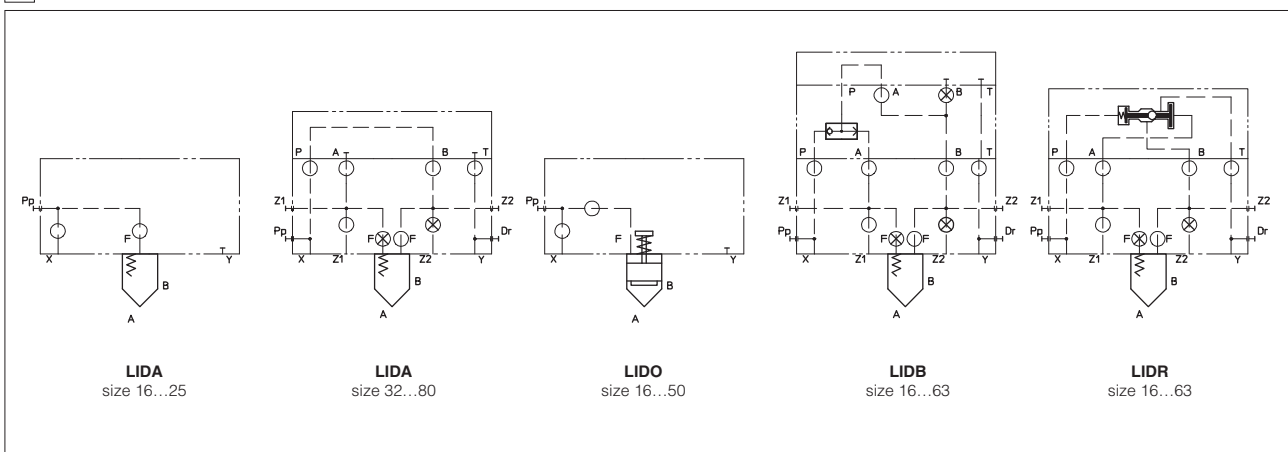 Pp
F
X
T
Y
B
A
LIDA
size 16...25
P A B T
Z1 Z2
Pp F F Dr
X Z1 Z2 Y
B
A
LIDA
size 32...80
Pp
F
X
T
Y
B
A
LIDO
size 16...50
P A B T
P A B T
Z1 Z2
Pp F F Dr
X Z1 Z2 Y
B
A
LIDB
size 16...63
P A B T
Z1 Z2
Pp F F Dr
X Z1 Z2 Y
B
A
LIDR
size 16...63